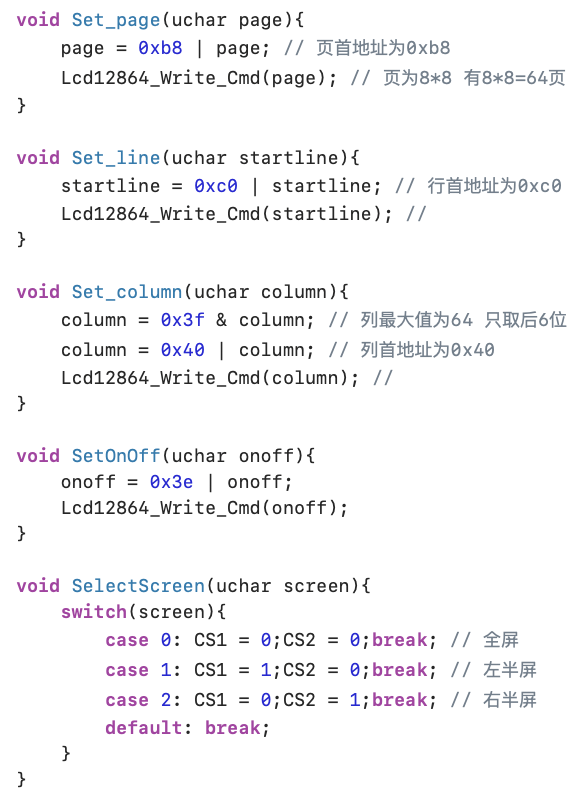 void Set_page(uchar page){
    page = 0xb8 | page; // 页首地址为0xb8
    Lcd12864_Write_Cmd(page); // 页为8*8 有8*8=64页
}

void Set_line(uchar startline){
    startline = 0xc0 | startline; // 行首地址为0xc0
    Lcd12864_Write_Cmd(startline); //
}

void Set_column(uchar column){
    column = 0x3f & column; // 列最大值为64 只取后6位
    column = 0x40 | column; // 列首地址为0x40
    Lcd12864_Write_Cmd(column); //
}

void SetOnOff(uchar onoff){
    onoff = 0x3e | onoff;
    Lcd12864_Write_Cmd(onoff);
}

void SelectScreen(uchar screen){
    switch(screen){
        case 0: CS1 = 0;CS2 = 0;break; // 全屏
        case 1: CS1 = 1;CS2 = 0;break; // 左半屏
        case 2: CS1 = 0;CS2 = 1;break; // 右半屏
        default: break;
    }
}